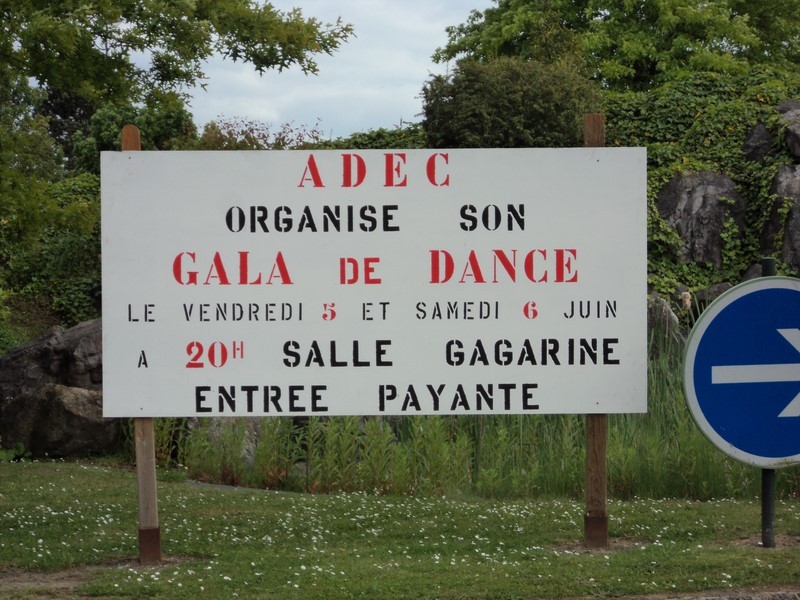 ADEC
ORGANISE SON
GALA DE DANCE
LE VENDREDI 5 ET SAMEDI 6 JUIN
A 20H SALLE GAGARINE
ENTREE PAYANTE